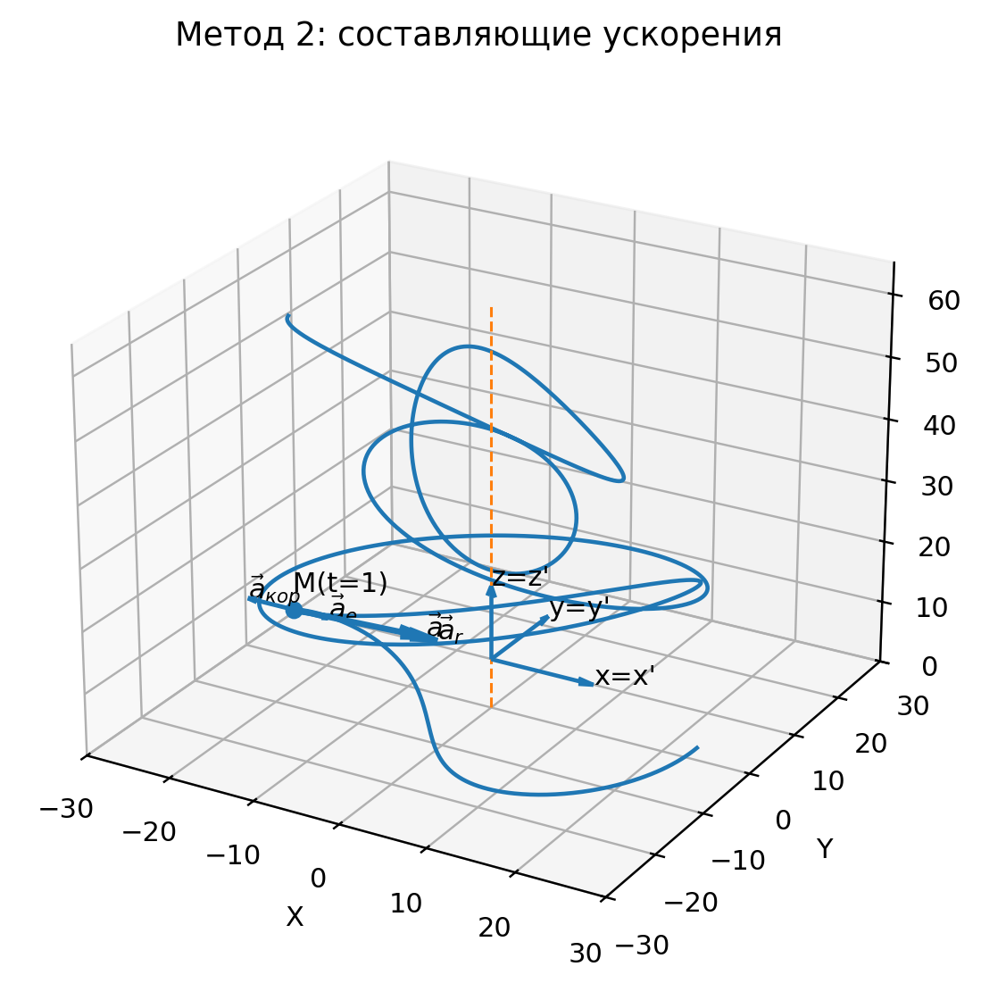 Метод 2: составляющие ускорения
60
50
40
30
20
10
0
z=z'
y=y'
x=x'
M(t=1)
a⃗кор
a⃗e
a⃗
a⃗r
−30
−20
−10
0
10
20
30
X
−30
−20
−10
0
10
20
30
Y